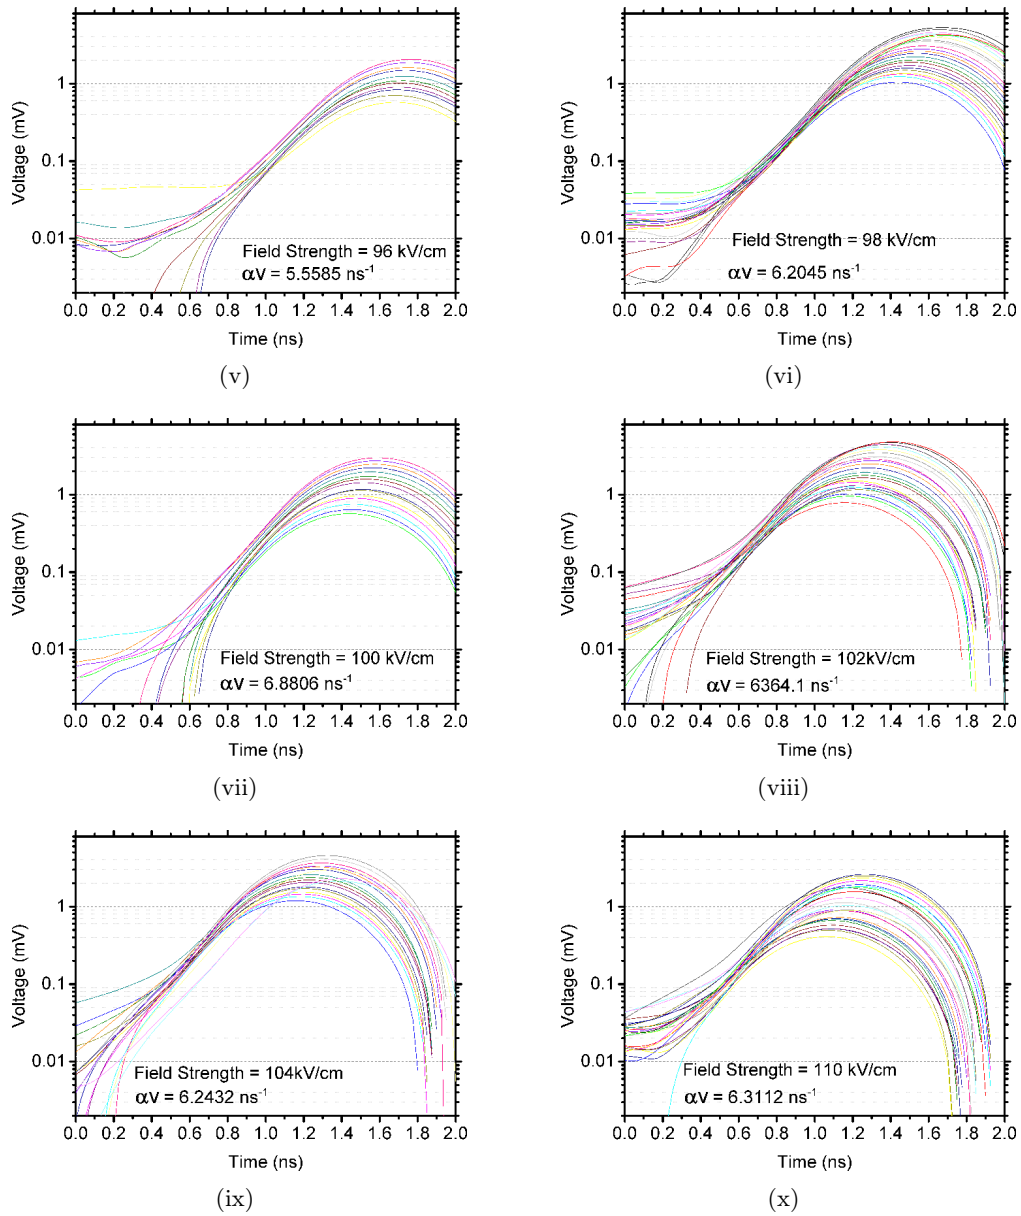 1
0.1
0.01
Voltage (mV)
Field Strength = 96 kV/cm
αv = 5.5585 ns⁻¹
0.0 0.2 0.4 0.6 0.8 1.0 1.2 1.4 1.6 1.8 2.0
Time (ns)
(v)
1
0.1
0.01
Voltage (mV)
Field Strength = 98 kV/cm
αv = 6.2045 ns⁻¹
0.0 0.2 0.4 0.6 0.8 1.0 1.2 1.4 1.6 1.8 2.0
Time (ns)
(vi)
1
0.1
0.01
Voltage (mV)
Field Strength = 100 kV/cm
αv = 6.8806 ns⁻¹
0.0 0.2 0.4 0.6 0.8 1.0 1.2 1.4 1.6 1.8 2.0
Time (ns)
(vii)
1
0.1
0.01
Voltage (mV)
Field Strength = 102kV/cm
αv = 6364.1 ns⁻¹
0.0 0.2 0.4 0.6 0.8 1.0 1.2 1.4 1.6 1.8 2.0
Time (ns)
(viii)
1
0.1
0.01
Voltage (mV)
Field Strength = 104kV/cm
αv = 6.2432 ns⁻¹
0.0 0.2 0.4 0.6 0.8 1.0 1.2 1.4 1.6 1.8 2.0
Time (ns)
(ix)
1
0.1
0.01
Voltage (mV)
Field Strength = 110 kV/cm
αv = 6.3112 ns⁻¹
0.0 0.2 0.4 0.6 0.8 1.0 1.2 1.4 1.6 1.8 2.0
Time (ns)
(x)